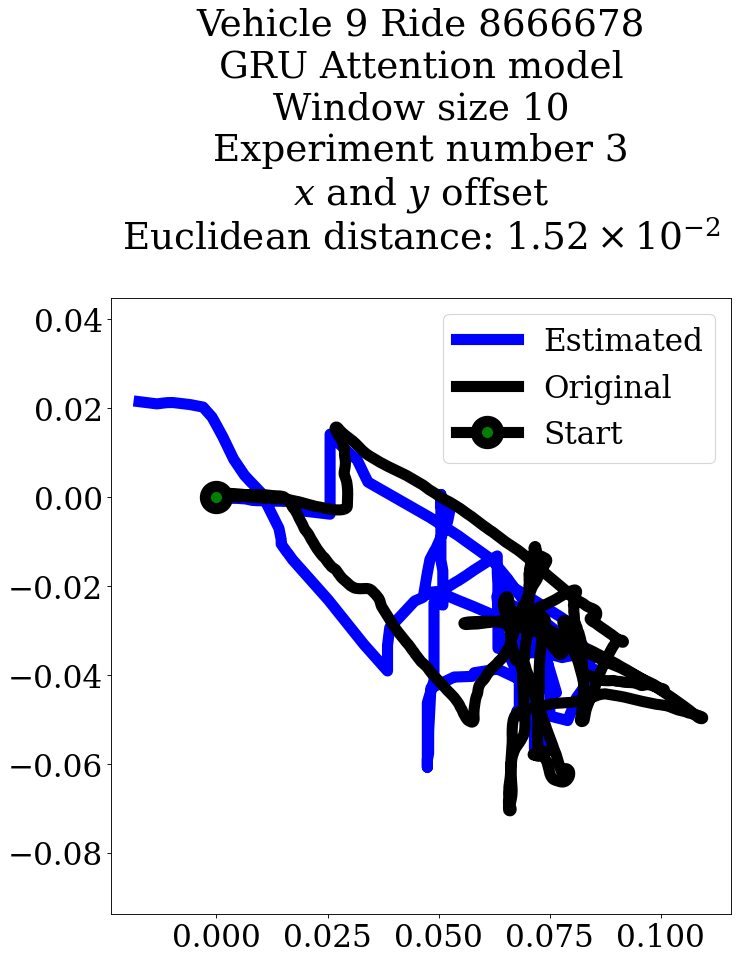 Vehicle 9 Ride 8666678
GRU Attention model
Window size 10
Experiment number 3
x and y offset
Euclidean distance: 1.52 × 10⁻²
Estimated
Original
Start
0.04
0.02
0.00
−0.02
−0.04
−0.06
−0.08
0.000 0.025 0.050 0.075 0.100